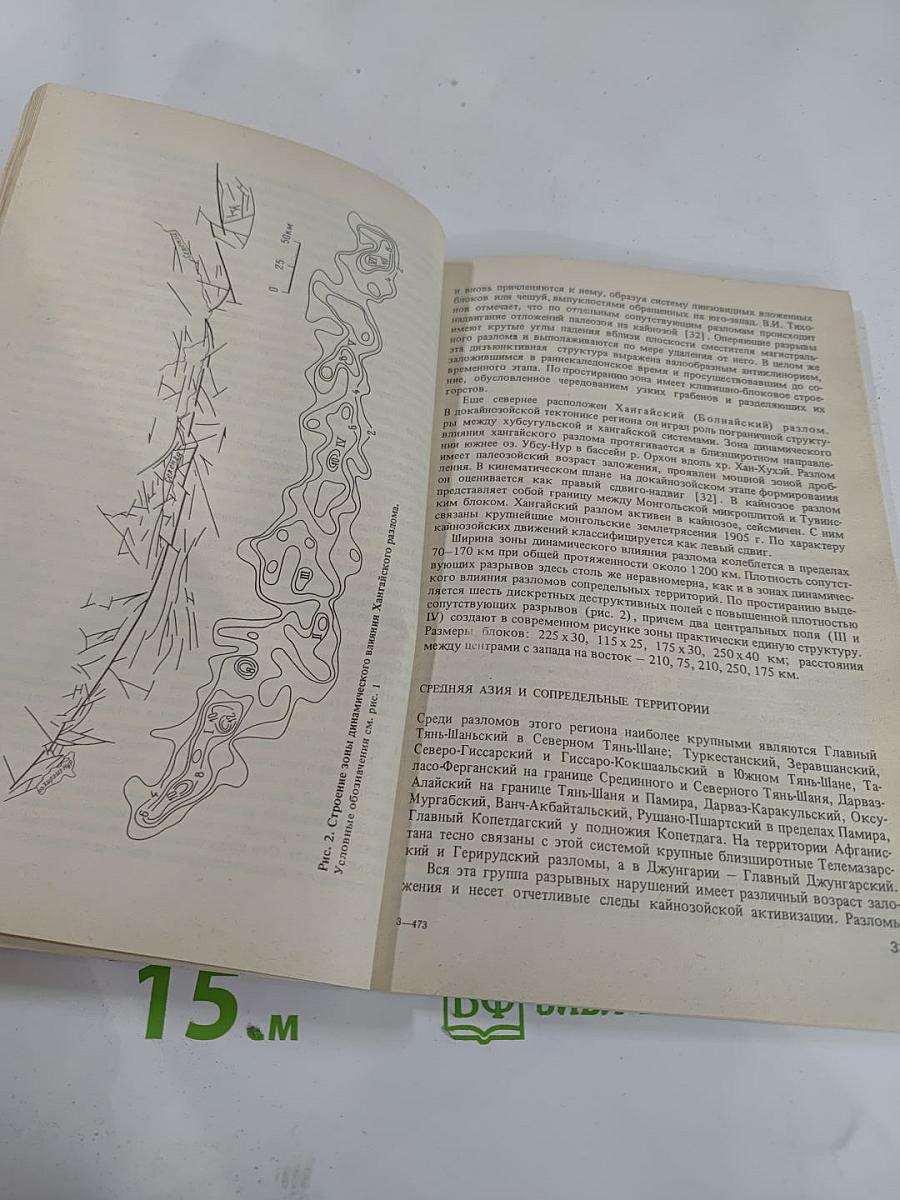 0 25 50км
Рис. 2. Строение зоны динамического влияния Хангайского разлома.
Условные обозначения см. рис. 1
и вновь причленяются к нему, образуя систему линзовидных вложенных
блоков или чешуй, выпуклостями обращенных на юго-запад. В.И. Тихо-
нов отмечает, что по отдельным сопутствующим разломам происходит
надвигание отложений палеозоя на кайнозой [32]. Оперяющие разрывы
имеют крутые углы падения вблизи плоскости сместителя магистраль-
ного разлома и выполаживаются по мере удаления от него. В целом же
эта дизъюнктивная структура выражена валообразным антиклинорием,
заложившимся в раннекаледонское время и просуществовавшим до со-
временного этапа. По простиранию зона имеет клавишно-блоковое строе-
ние, обусловленное чередованием узких грабенов и разделяющих их
горстов.
Еще севернее расположен Хангайский (Болнайский) разлом.
В докайнозойской тектонике региона он играл роль пограничной структу-
ры между хубсугульской и хангайской системами. Зона динамического
влияния хангайского разлома протягивается в близширотном направле-
нии южнее оз. Убсу-Нур в бассейн р. Орхон вдоль хр. Хан-Хухэй. Разлом
имеет палеозойский возраст заложения, проявлен мощной зоной дроб-
ления. В кинематическом плане на докайнозойском этапе формирования
он оценивается как правый сдвиго-надвиг [32]. В кайнозое разлом
представляет собой границу между Монгольской микроплитой и Тувинс-
ким блоком. Хангайский разлом активен в кайнозое, сейсмичен. С ним
связаны крупнейшие монгольские землетрясения 1905 г. По характеру
кайнозойских движений классифицируется как левый сдвиг.
Ширина зоны динамического влияния разлома колеблется в пределах
70—170 км при общей протяженности около 1200 км. Плотность сопутст-
вующих разрывов здесь столь же неравномерна, как и в зонах динамичес-
кого влияния разломов сопредельных территорий. По простиранию выде-
ляется шесть дискретных деструктивных полей с повышенной плотностью
сопутствующих разрывов (рис. 2), причем два центральных поля (III и
IV) создают в современном рисунке зоны практически единую структуру.
Размеры блоков: 225х30, 115х25, 175х30, 250х40 км; расстояния
между центрами с запада на восток — 210, 75, 210, 250, 175 км.
СРЕДНЯЯ АЗИЯ И СОПРЕДЕЛЬНЫЕ ТЕРРИТОРИИ
Среди разломов этого региона наиболее крупными являются Главный
Тянь-Шаньский в Северном Тянь-Шане; Туркестанский, Зеравшанский,
Северо-Гиссарский и Гиссаро-Кокшаальский в Южном Тянь-Шане, Та-
ласо-Ферганский на границе Срединного и Северного Тянь-Шаня, Дарваз-
Алайский на границе Тянь-Шаня и Памира, Дарваз-Каракульский, Оксу-
Мургабский, Ванч-Акбайтальский, Рушано-Пшартский в пределах Памира,
Главный Копетдагский у подножия Копетдага. На территории Афганис-
тана тесно связаны с этой системой крупные близширотные Телемазарс-
кий и Герирудский разломы, а в Джунгарии — Главный Джунгарский.
Вся эта группа разрывных нарушений имеет различный возраст зало-
жения и несет отчетливые следы кайнозойской активизации. Разломы
3—473
15 см